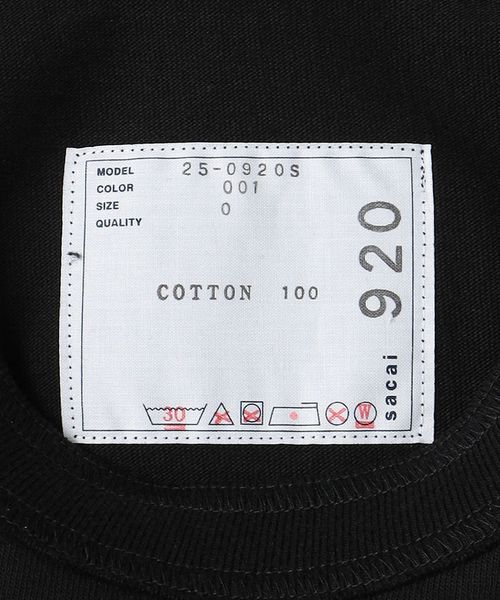 MODEL 25-0920S
COLOR 001
SIZE 0
QUALITY
COTTON 100
920
sacai
30
W